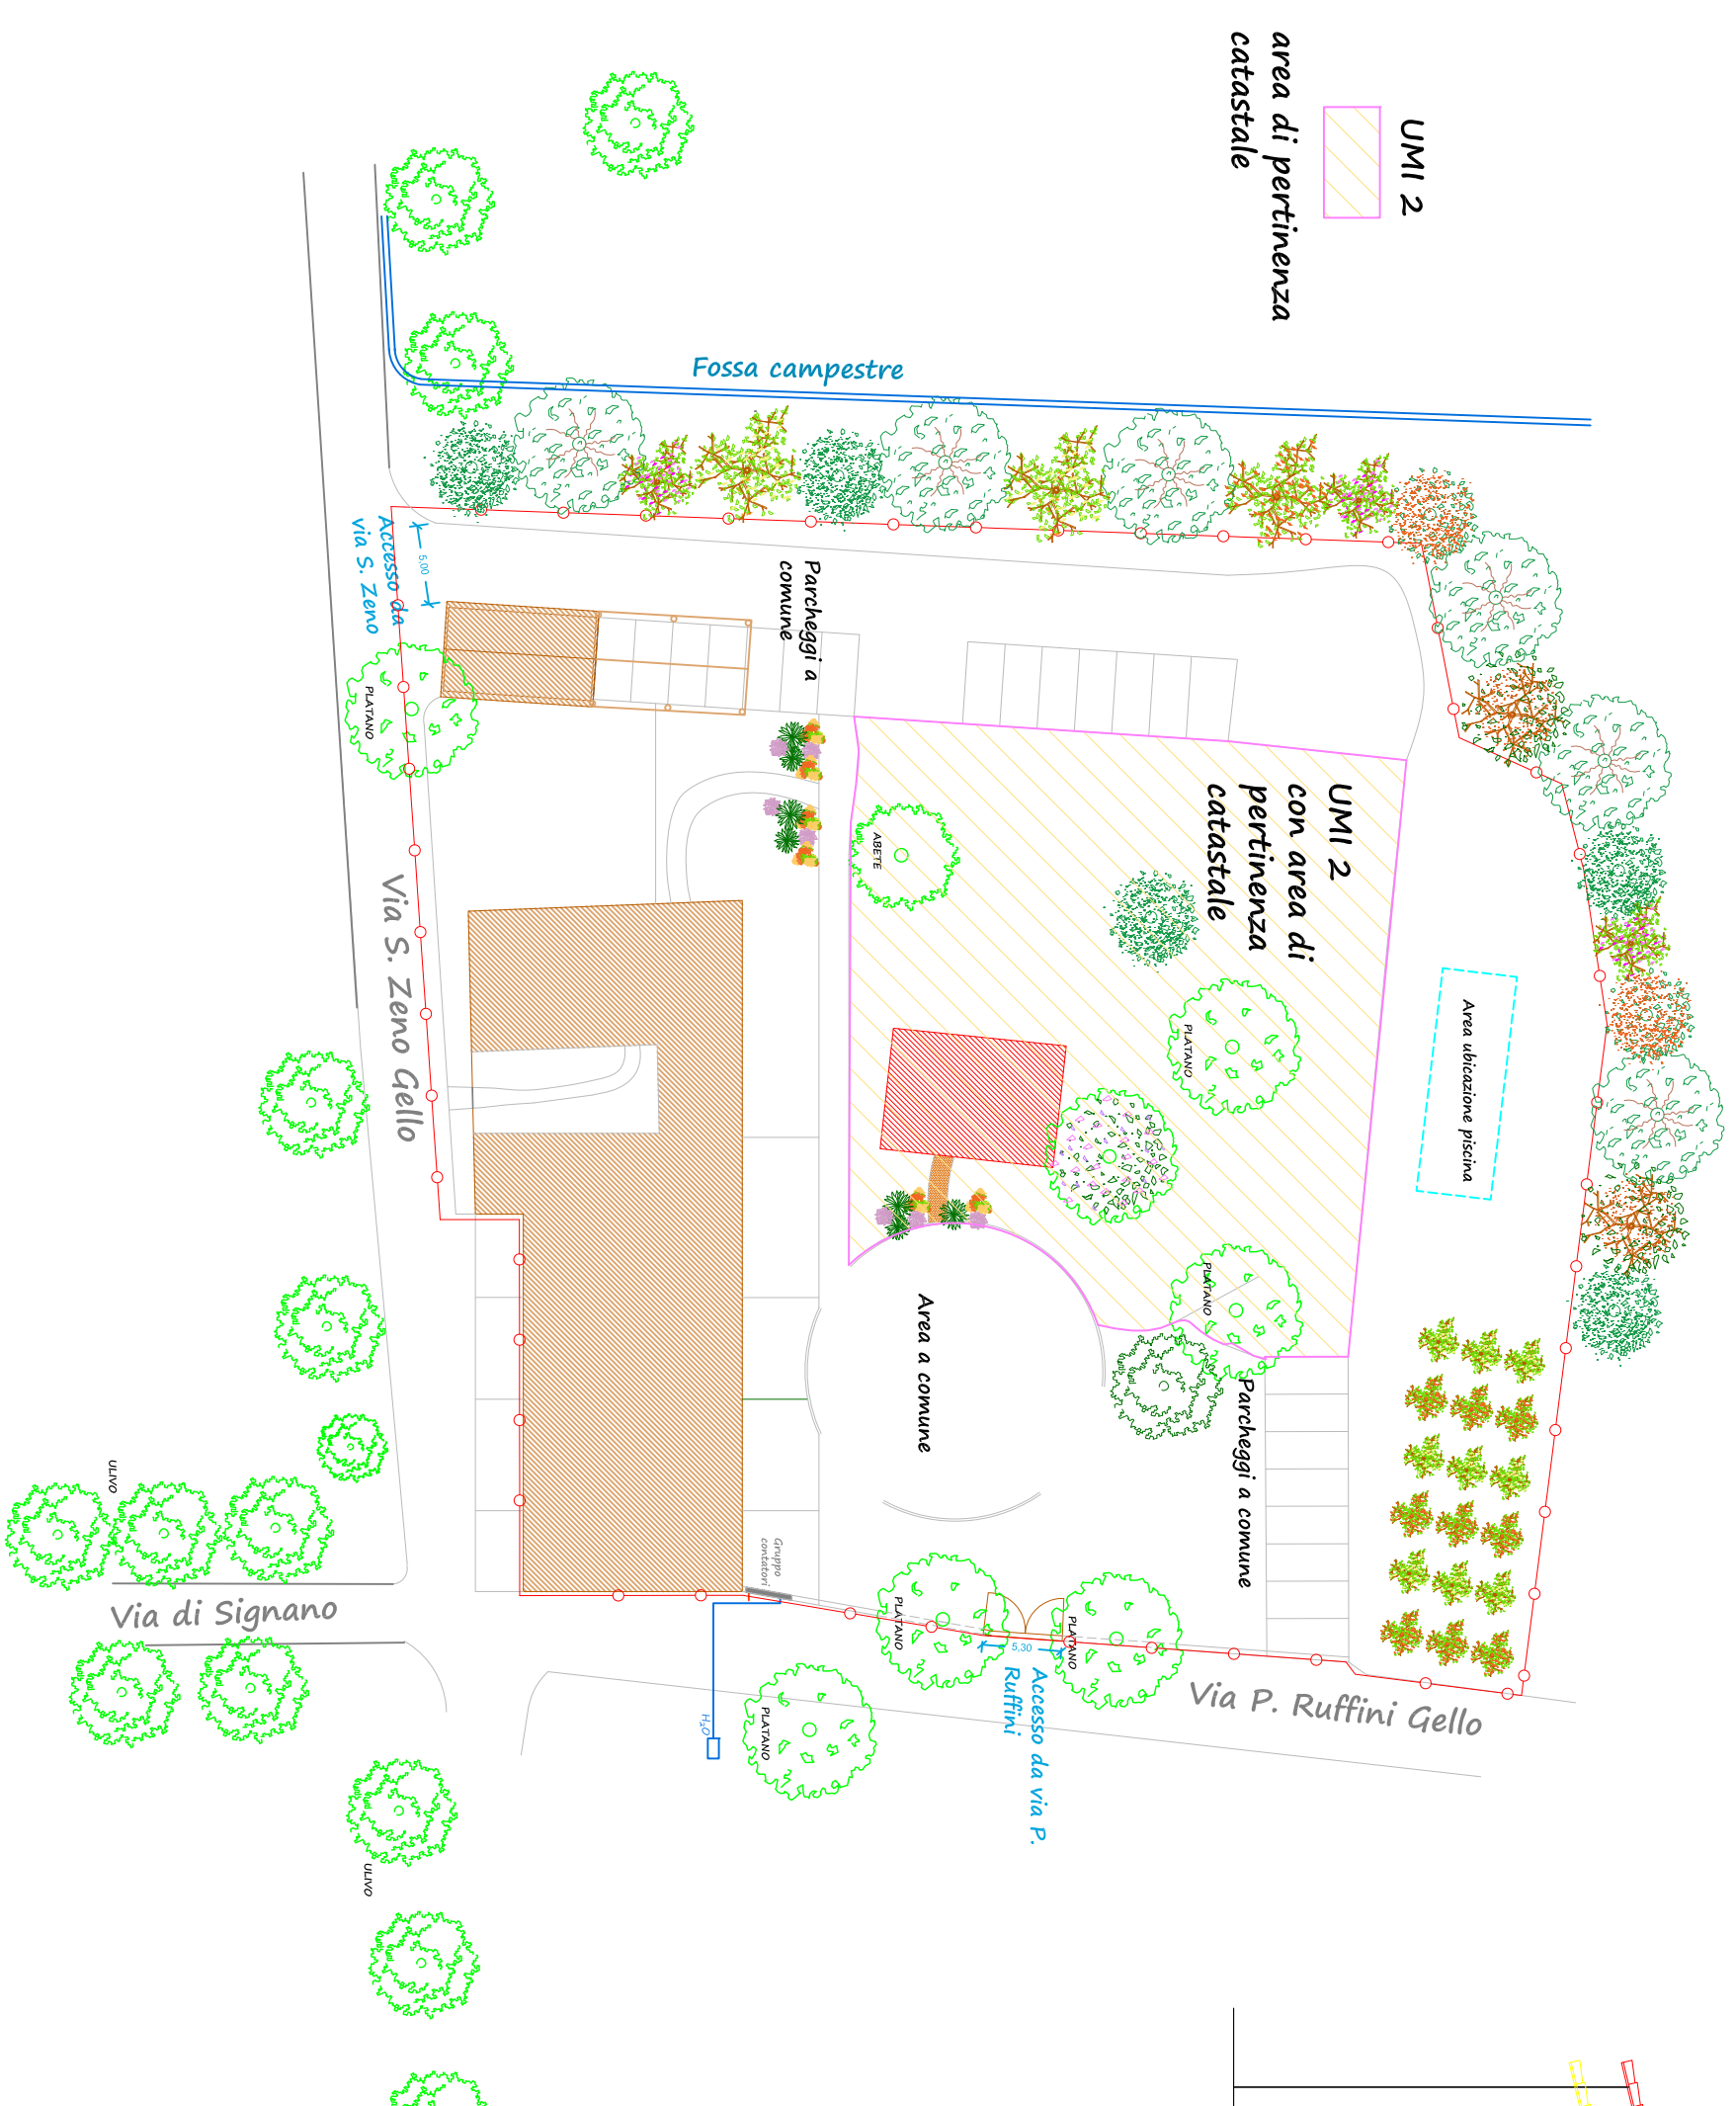 UMI 2
area di pertinenza
catastale
Fossa campestre
Accesso da
via S. Zeno
5.00
Parcheggi a
comune
PLATANO
UMI 2
con area di
pertinenza
catastale
ABETE
PLATANO
Area ubicazione piscina
Via S. Zeno Gello
PLATANO
Area a comune
Parcheggi a comune
Gruppo
contatori
ULIVO
Via di Signano
PLATANO
PLATANO
5.30
Accesso da via P.
Ruffini
Via P. Ruffini Gello
H₂O
PLATANO
ULIVO